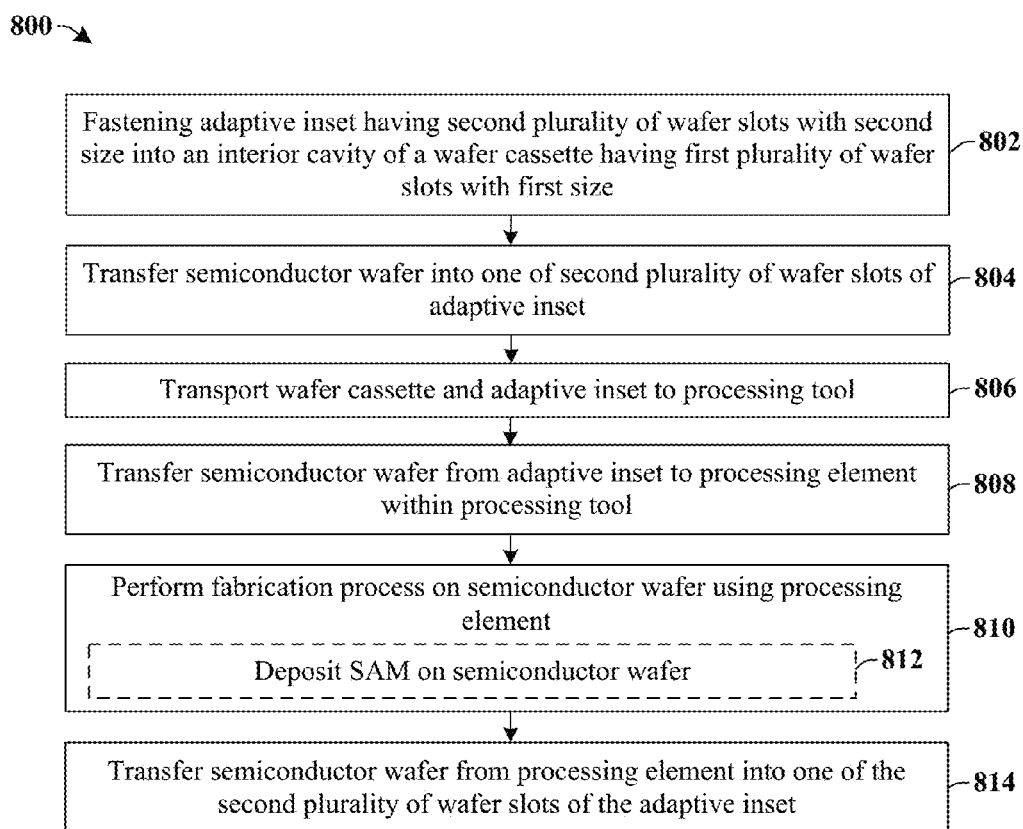 800
Fastening adaptive inset having second plurality of wafer slots with second
size into an interior cavity of a wafer cassette having first plurality of wafer
slots with first size
802
Transfer semiconductor wafer into one of second plurality of wafer slots of
adaptive inset
804
Transport wafer cassette and adaptive inset to processing tool
806
Transfer semiconductor wafer from adaptive inset to processing element
within processing tool
808
Perform fabrication process on semiconductor wafer using processing
element
810
Deposit SAM on semiconductor wafer
812
Transfer semiconductor wafer from processing element into one of the
second plurality of wafer slots of the adaptive inset
814